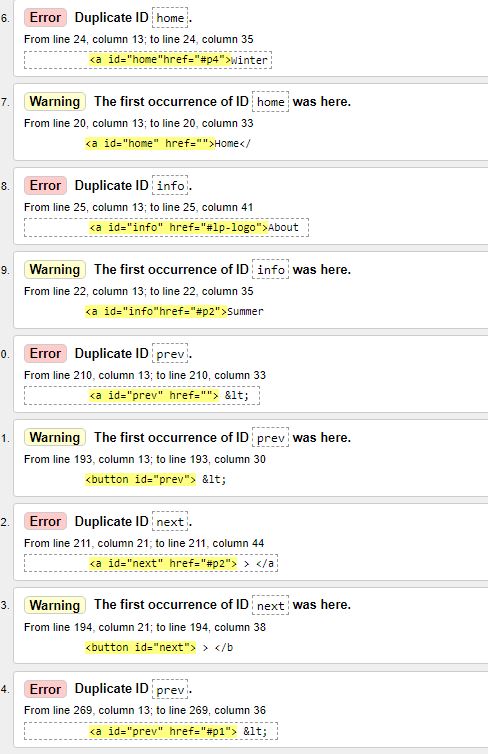 6. Error Duplicate ID home.
From line 24, column 13; to line 24, column 35
<a id="home"href="#p4">Winter
7. Warning The first occurrence of ID home was here.
From line 20, column 13; to line 20, column 33
<a id="home" href="">Home</
8. Error Duplicate ID info.
From line 25, column 13; to line 25, column 41
<a id="info" href="#lp-logo">About
9. Warning The first occurrence of ID info was here.
From line 22, column 13; to line 22, column 35
<a id="info"href="#p2">Summer
0. Error Duplicate ID prev.
From line 210, column 13; to line 210, column 33
<a id="prev" href=""> &lt;
1. Warning The first occurrence of ID prev was here.
From line 193, column 13; to line 193, column 30
<button id="prev"> &lt;
2. Error Duplicate ID next.
From line 211, column 21; to line 211, column 44
<a id="next" href="#p2"> > </a
3. Warning The first occurrence of ID next was here.
From line 194, column 21; to line 194, column 38
<button id="next"> > </b
4. Error Duplicate ID prev.
From line 269, column 13; to line 269, column 36
<a id="prev" href="#p1"> &lt;